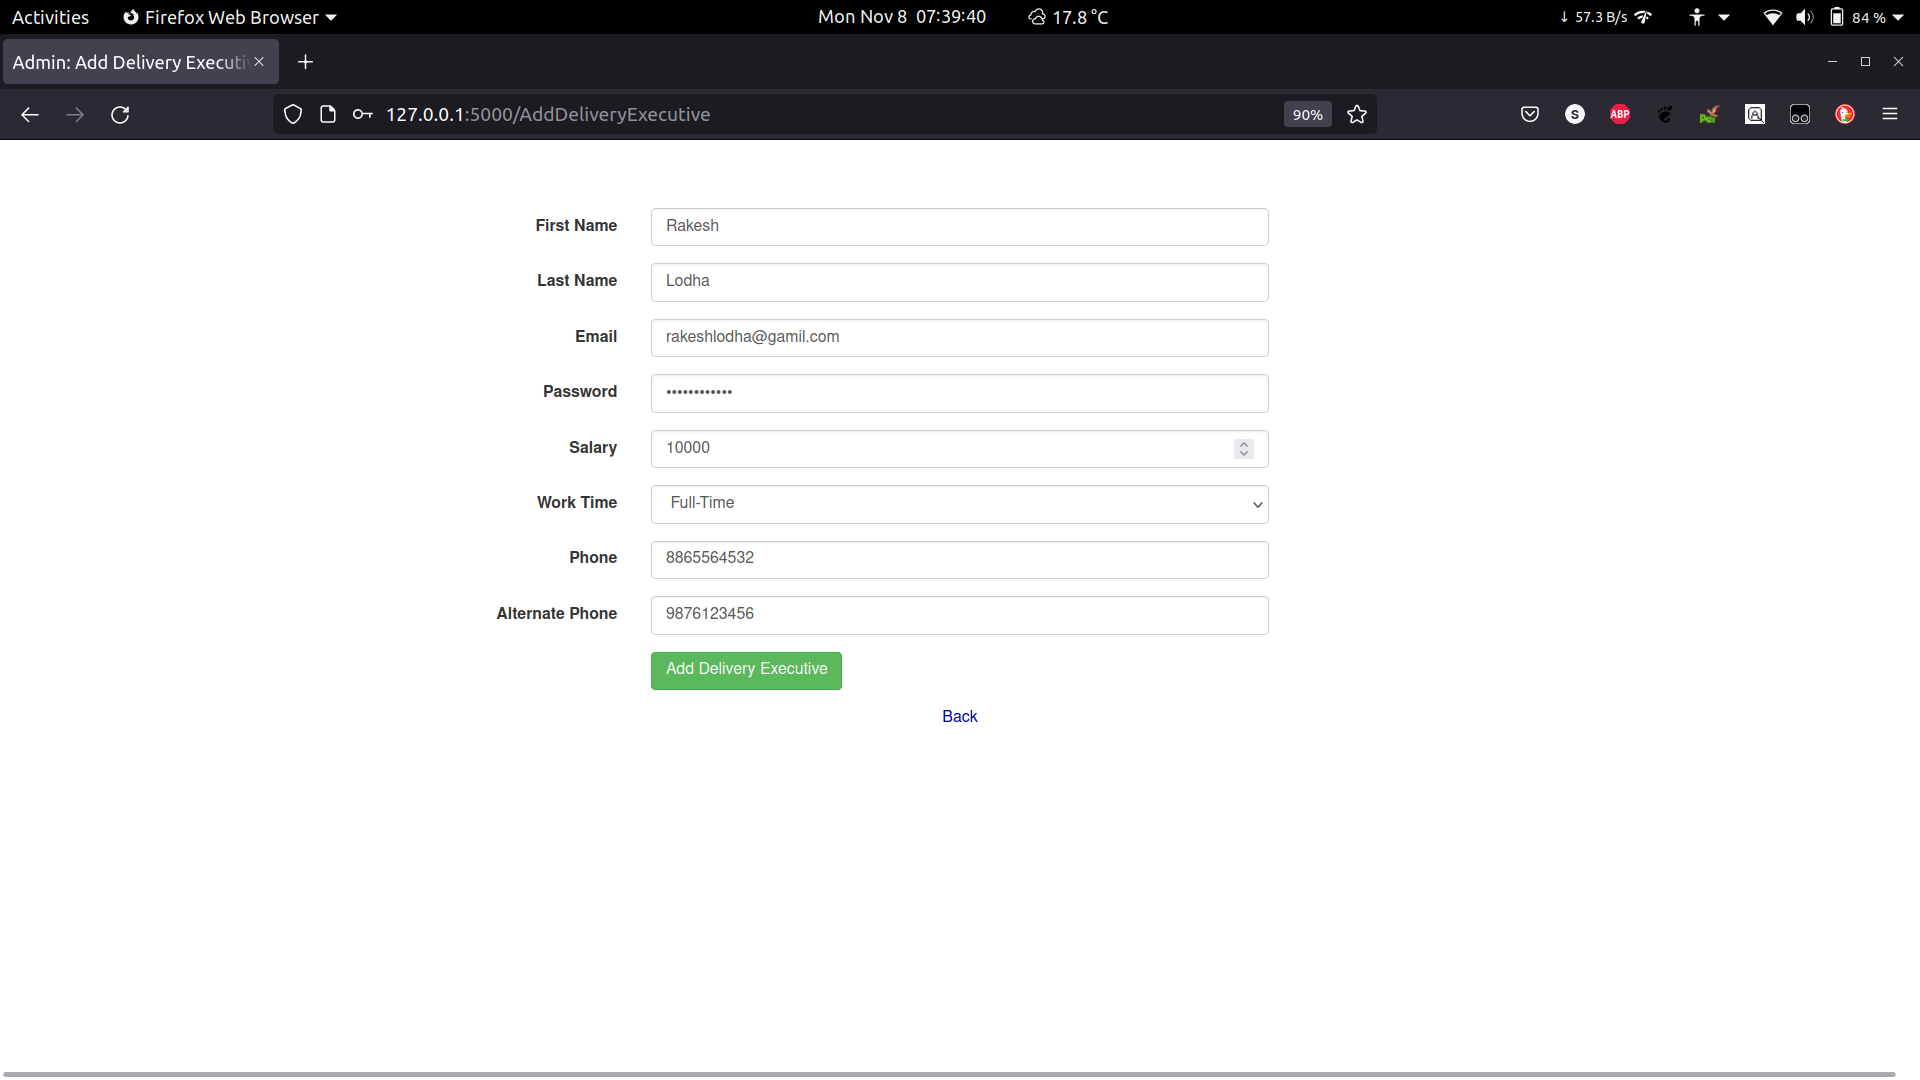 Activities Firefox Web Browser Mon Nov 8 07:39:40 17.8 °C ↓ 57.3 B/s 84 %
Admin: Add Delivery Executi
127.0.0.1:5000/AddDeliveryExecutive 90% S ABP
First Name Rakesh
Last Name Lodha
Email rakeshlodha@gamil.com
Password ••••••••••••
Salary 10000
Work Time Full-Time
Phone 8865564532
Alternate Phone 9876123456
Add Delivery Executive
Back